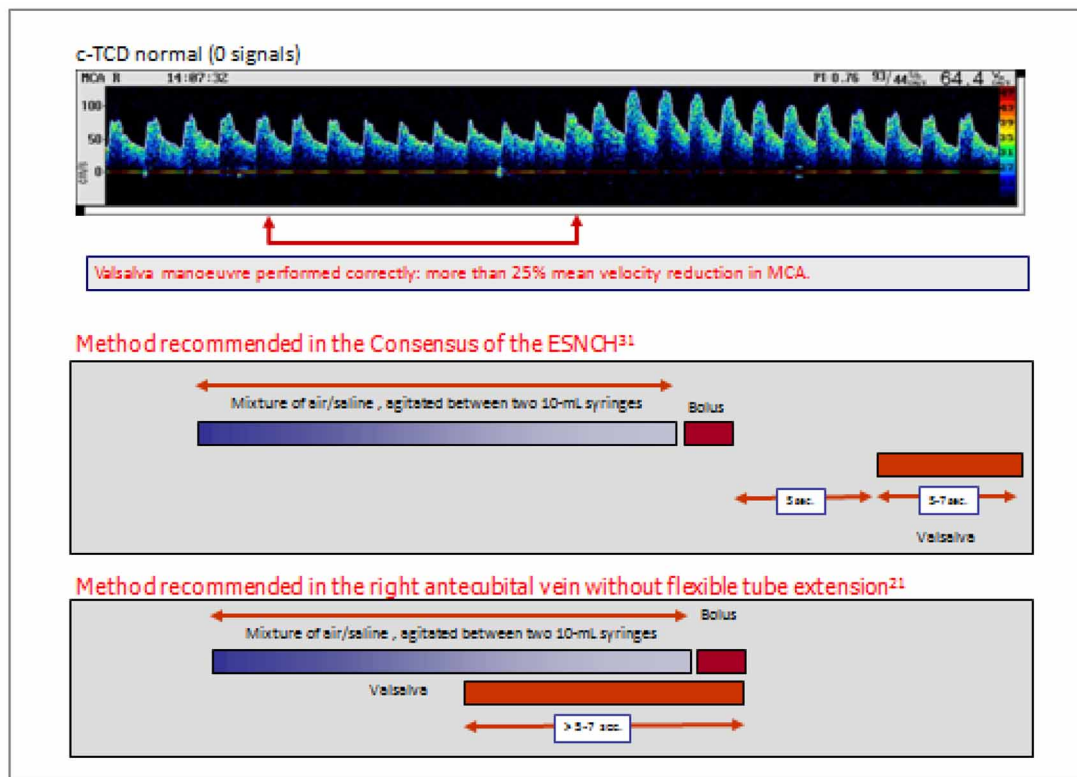 c-TCD normal (0 signals)
MCA R 14:07:32 PI 0.76 93/44 64.4
100
50
0
cm/s
Valsalva manoeuvre performed correctly: more than 25% mean velocity reduction in MCA.
Method recommended in the Consensus of the ESNCH31
Mixture of air/saline , agitated between two 10-mL syringes
Bolus
5 sec.
5-7 sec.
Valsalva
Method recommended in the right antecubital vein without flexible tube extension21
Bolus
Mixture of air/saline , agitated between two 10-mL syringes
Valsalva
> 5-7 sec.